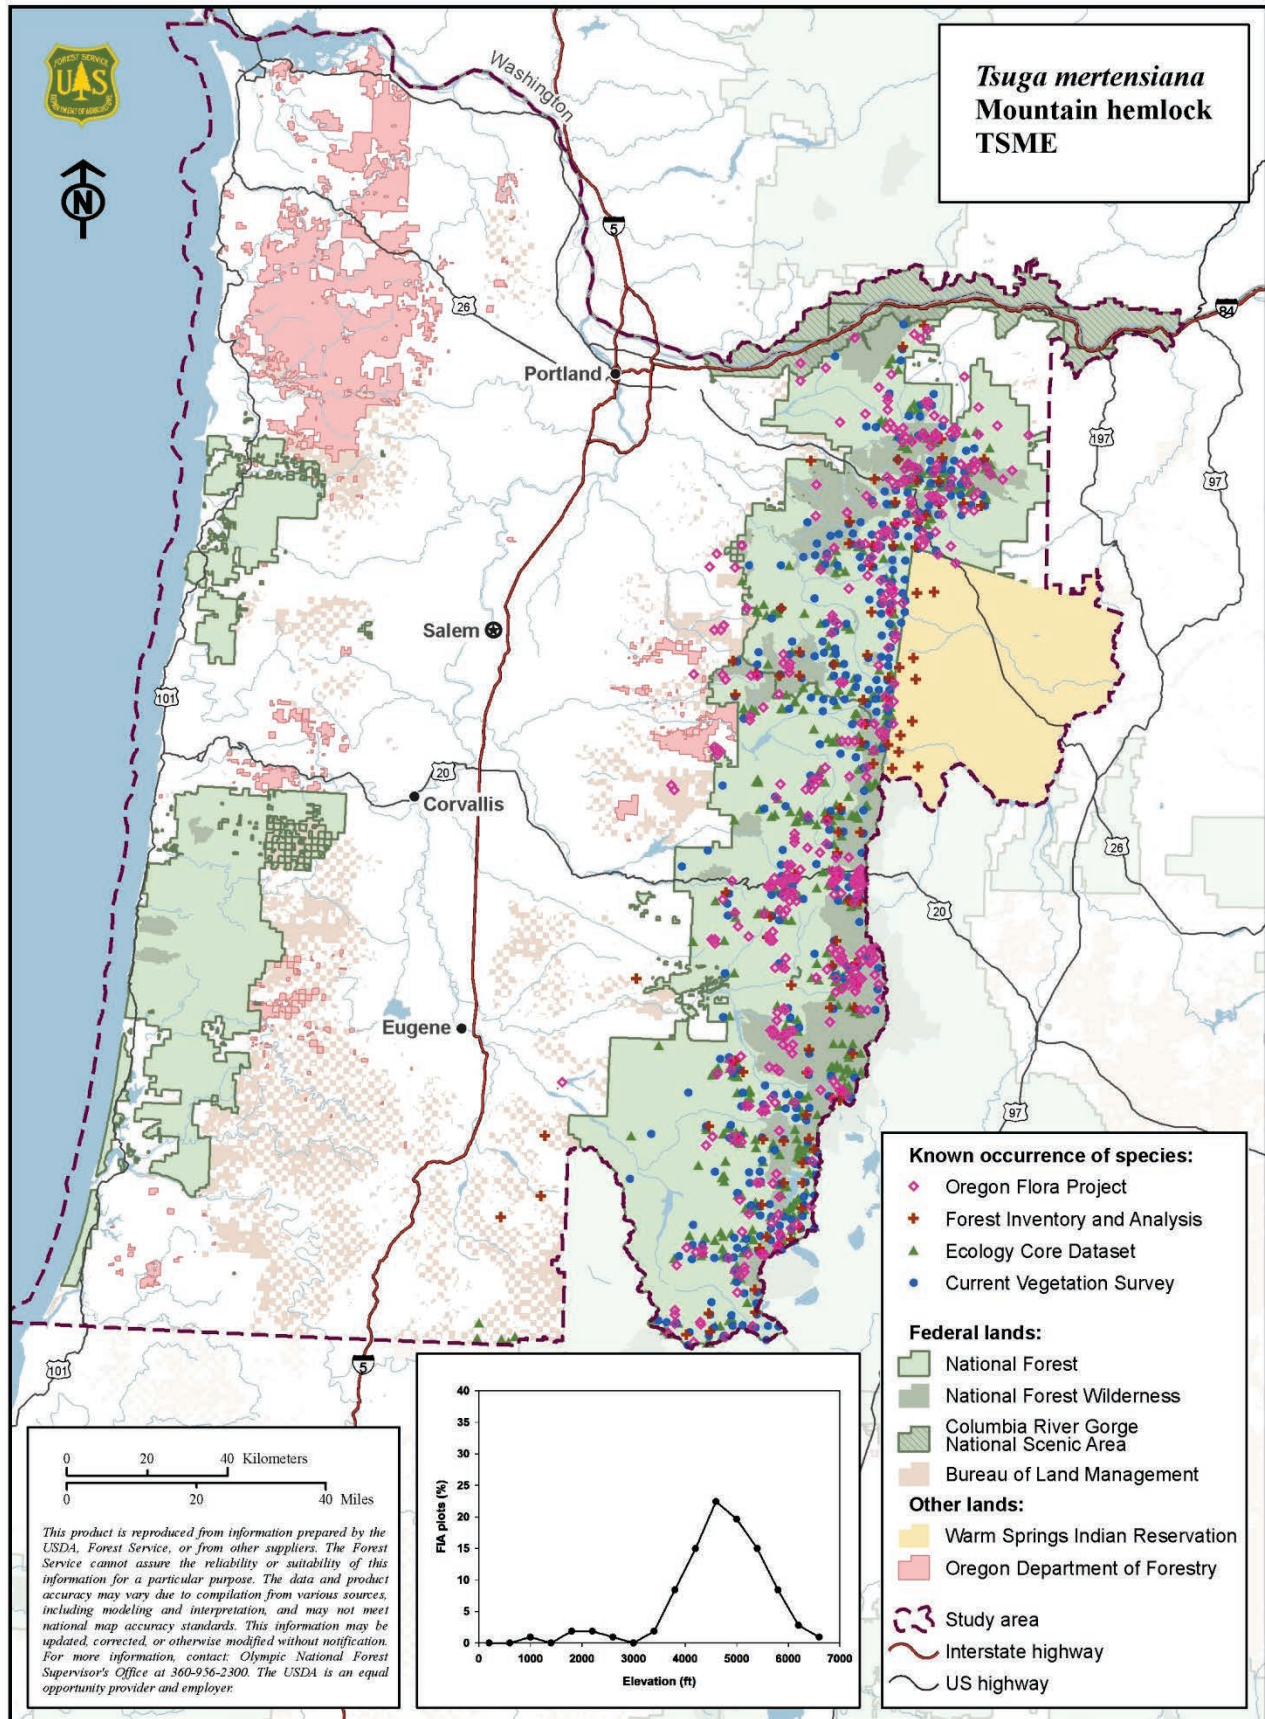 FOREST SERVICE
U S
DEPARTMENT OF AGRICULTURE
N
Tsuga mertensiana
Mountain hemlock
TSME
Washington
5
26
84
Portland
197
97
Salem
101
20
Corvallis
26
20
Eugene
97
101
5
Known occurrence of species:
Oregon Flora Project
Forest Inventory and Analysis
Ecology Core Dataset
Current Vegetation Survey
Federal lands:
National Forest
National Forest Wilderness
Columbia River Gorge
National Scenic Area
Bureau of Land Management
Other lands:
Warm Springs Indian Reservation
Oregon Department of Forestry
Study area
Interstate highway
US highway
0 20 40 Kilometers
0 20 40 Miles
This product is reproduced from information prepared by the
USDA, Forest Service, or from other suppliers. The Forest
Service cannot assure the reliability or suitability of this
information for a particular purpose. The data and product
accuracy may vary due to compilation from various sources,
including modeling and interpretation, and may not meet
national map accuracy standards. This information may be
updated, corrected, or otherwise modified without notification.
For more information, contact: Olympic National Forest
Supervisor's Office at 360-956-2300. The USDA is an equal
opportunity provider and employer.
FIA plots (%)
40
35
30
25
20
15
10
5
0
0 1000 2000 3000 4000 5000 6000 7000
Elevation (ft)